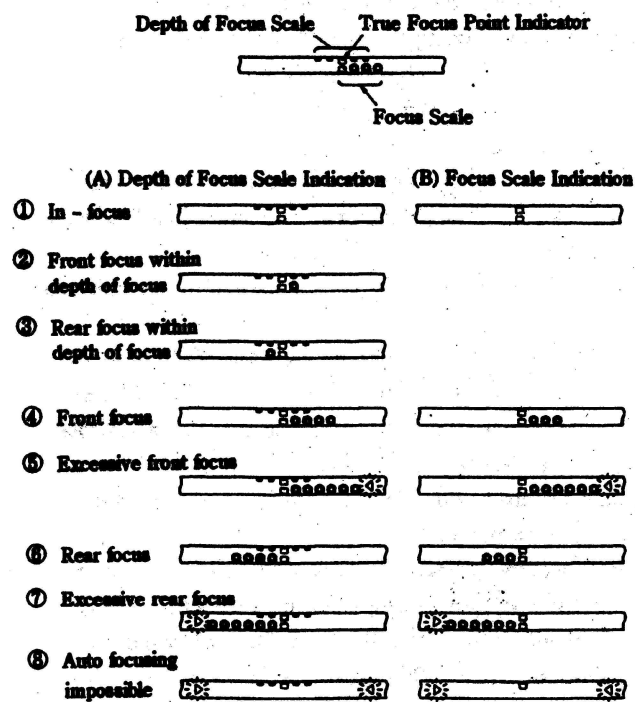 Depth of Focus Scale True Focus Point Indicator
Focus Scale
(A) Depth of Focus Scale Indication (B) Focus Scale Indication
① In - focus
② Front focus within
depth of focus
③ Rear focus within
depth of focus
④ Front focus
⑤ Excessive front focus
⑥ Rear focus
⑦ Excessive rear focus
⑧ Auto focusing
impossible